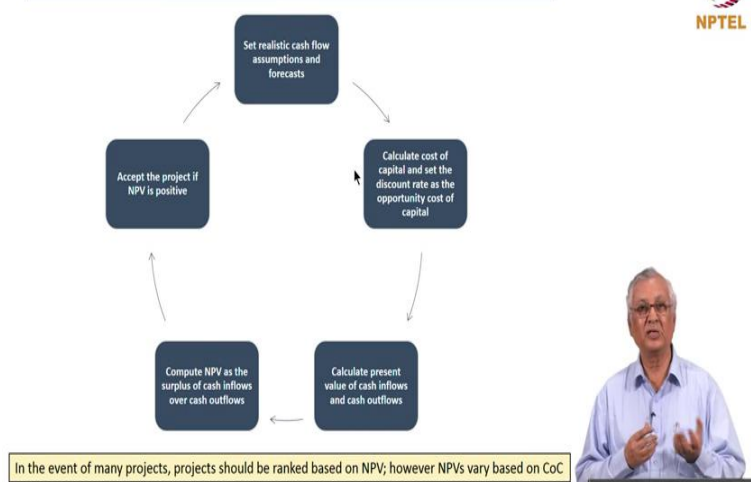 NPTEL
Set realistic cash flow
assumptions and
forecasts
Calculate cost of
capital and set the
discount rate as the
opportunity cost of
capital
Calculate present
value of cash inflows
and cash outflows
Compute NPV as the
surplus of cash inflows
over cash outflows
Accept the project if
NPV is positive
In the event of many projects, projects should be ranked based on NPV; however NPVs vary based on CoC